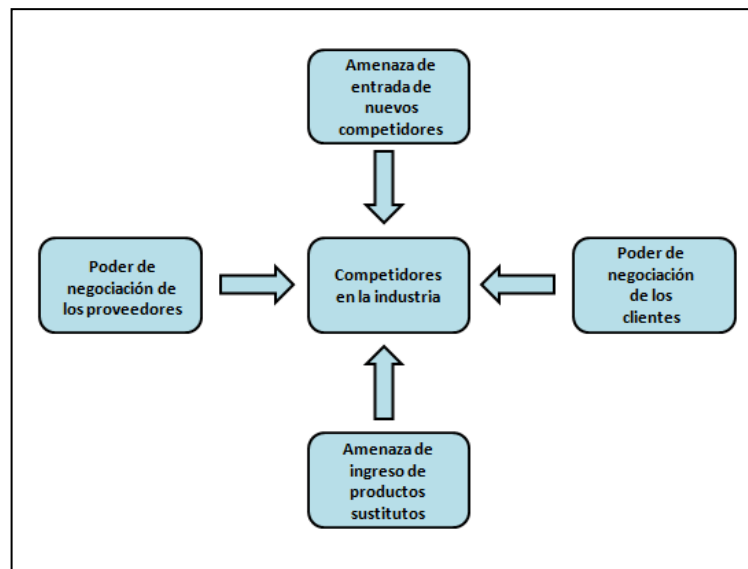 Amenaza de
entrada de
nuevos
competidores
Poder de
negociación de
los proveedores
Competidores
en la industria
Poder de
negociación
de los
clientes
Amenaza de
ingreso de
productos
sustitutos